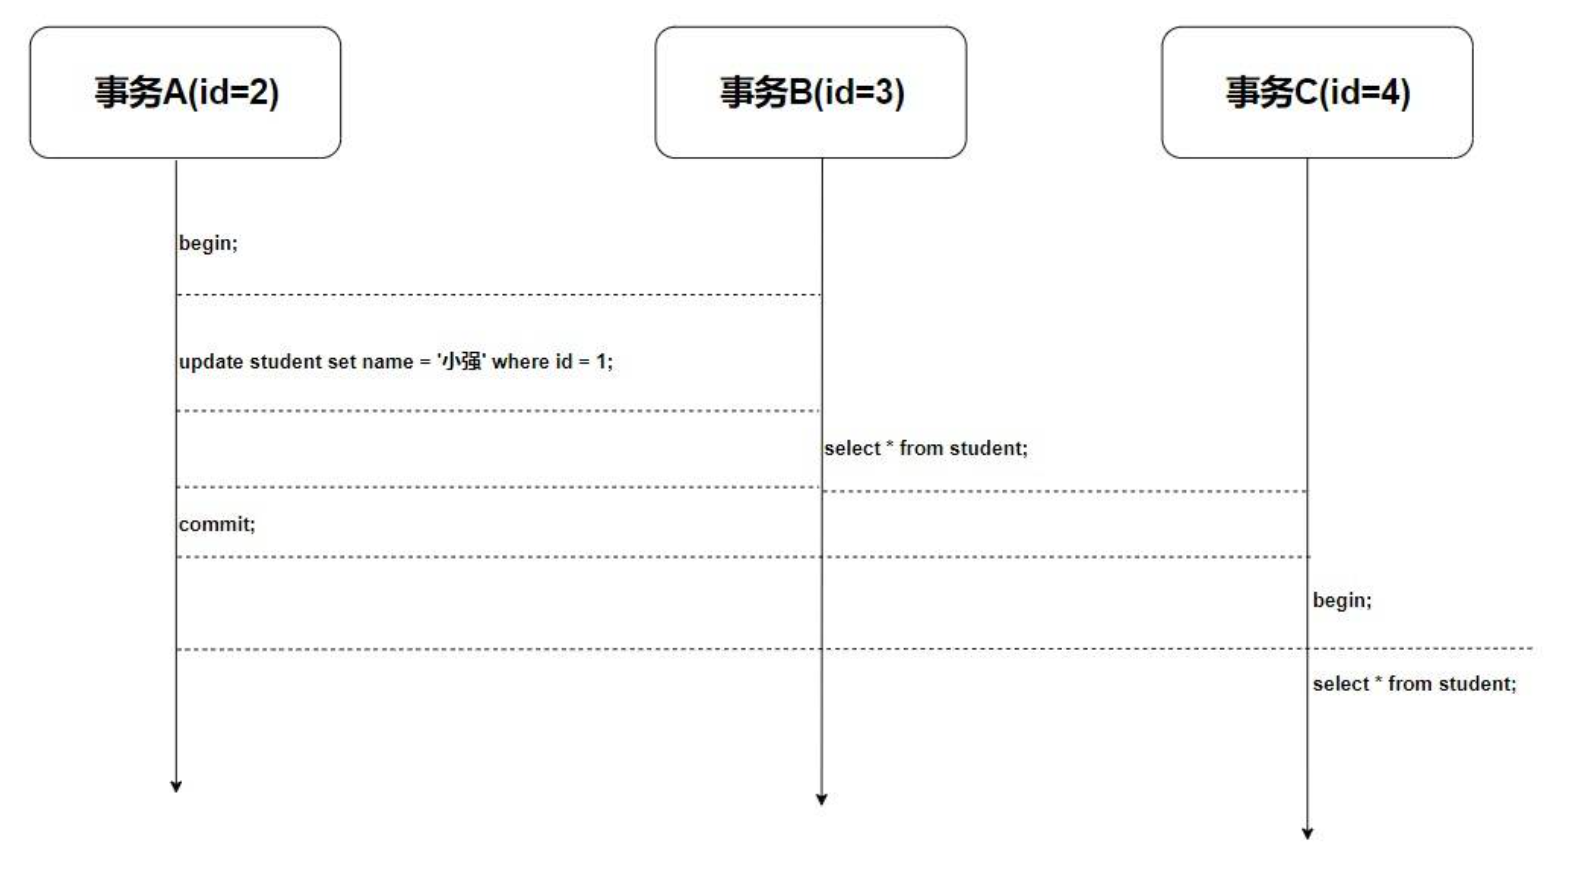 事务A(id=2)
事务B(id=3)
事务C(id=4)
begin;
update student set name = '小强' where id = 1;
select * from student;
commit;
begin;
select * from student;